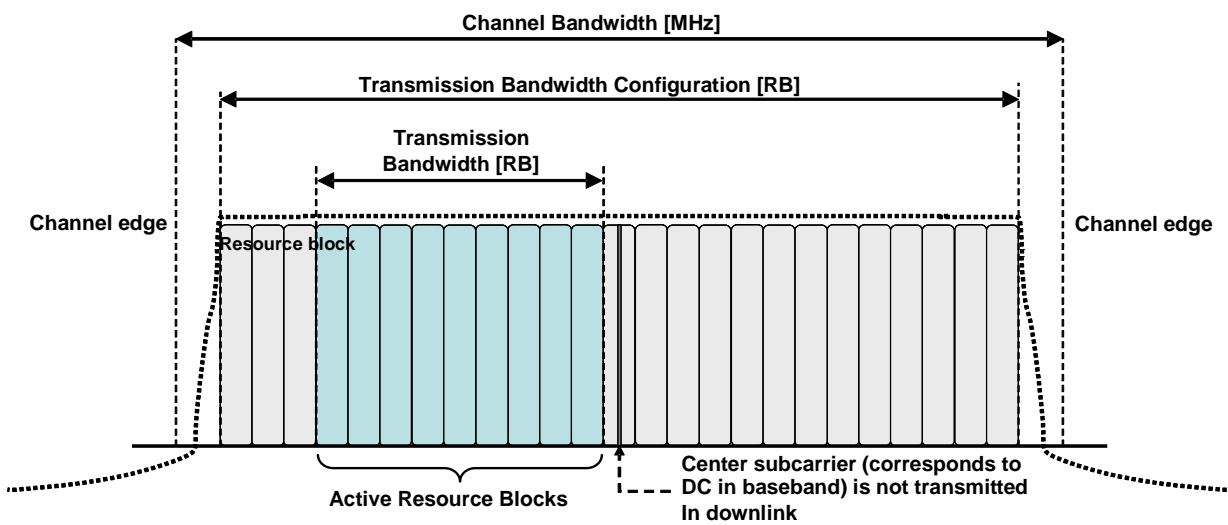 Channel Bandwidth [MHz]
Transmission Bandwidth Configuration [RB]
Transmission
Bandwidth [RB]
Channel edge
Channel edge
Resource block
Center subcarrier (corresponds to
DC in baseband) is not transmitted
In downlink
Active Resource Blocks